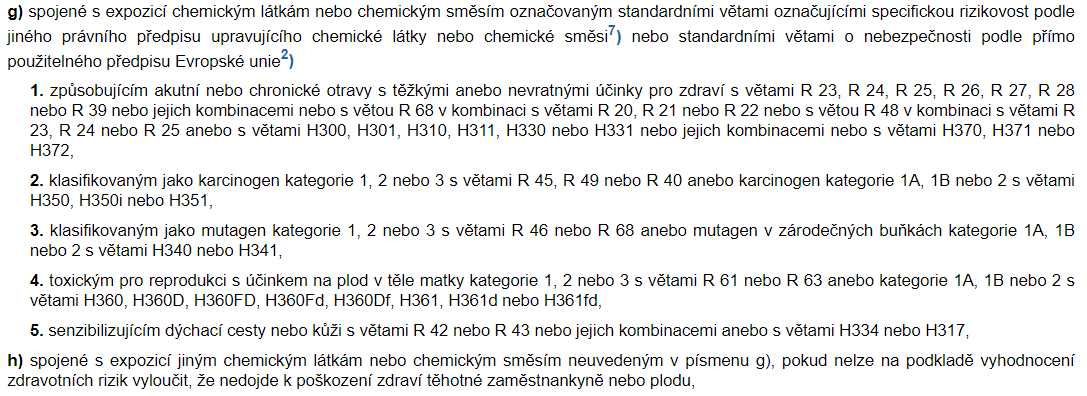 g) spojené s expozicí chemickým látkám nebo chemickým směsím označovaným standardními větami označujícími specifickou rizikovost podle
jiného právního předpisu upravujícího chemické látky nebo chemické směsi7) nebo standardními větami o nebezpečnosti podle přímo
použitelného předpisu Evropské unie2)
1. způsobujícím akutní nebo chronické otravy s těžkými anebo nevratnými účinky pro zdraví s větami R 23, R 24, R 25, R 26, R 27, R 28
nebo R 39 nebo jejich kombinacemi nebo s větou R 68 v kombinaci s větami R 20, R 21 nebo R 22 nebo s větou R 48 v kombinaci s větami R
23, R 24 nebo R 25 anebo s větami H300, H301, H310, H311, H330 nebo H331 nebo jejich kombinacemi nebo s větami H370, H371 nebo
H372,
2. klasifikovaným jako karcinogen kategorie 1, 2 nebo 3 s větami R 45, R 49 nebo R 40 anebo karcinogen kategorie 1A, 1B nebo 2 s větami
H350, H350i nebo H351,
3. klasifikovaným jako mutagen kategorie 1, 2 nebo 3 s větami R 46 nebo R 68 anebo mutagen v zárodečných buňkách kategorie 1A, 1B
nebo 2 s větami H340 nebo H341,
4. toxickým pro reprodukci s účinkem na plod v těle matky kategorie 1, 2 nebo 3 s větami R 61 nebo R 63 anebo kategorie 1A, 1B nebo 2 s
větami H360, H360D, H360FD, H360Fd, H360Df, H361, H361d nebo H361fd,
5. senzibilizujícím dýchací cesty nebo kůži s větami R 42 nebo R 43 nebo jejich kombinacemi anebo s větami H334 nebo H317,
h) spojené s expozicí jiným chemickým látkám nebo chemickým směsím neuvedeným v písmenu g), pokud nelze na podkladě vyhodnocení
zdravotních rizik vyloučit, že nedojde k poškození zdraví těhotné zaměstnankyně nebo plodu,